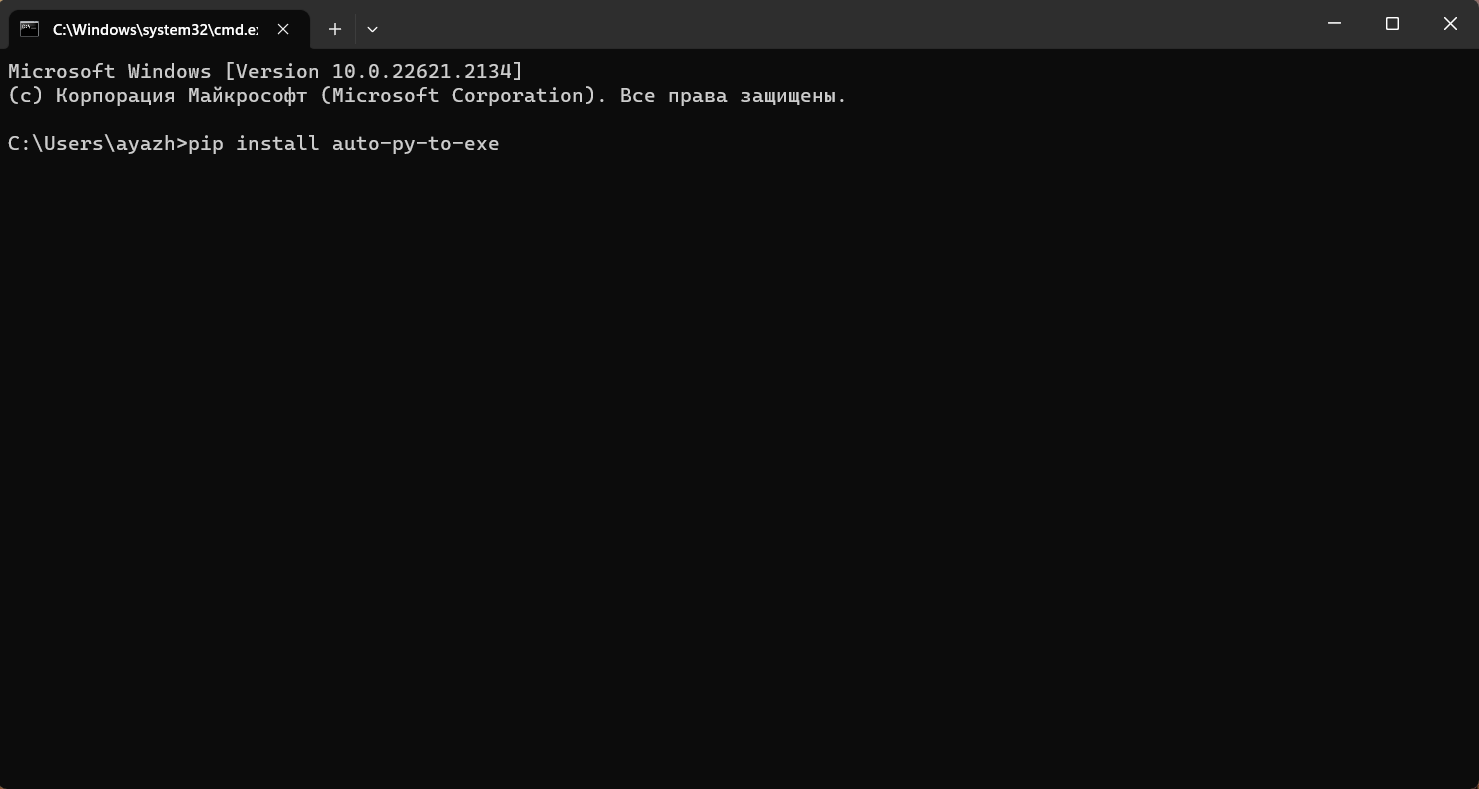 C:\Windows\system32\cmd.e
Microsoft Windows [Version 10.0.22621.2134]
(c) Корпорация Майкрософт (Microsoft Corporation). Все права защищены.
C:\Users\ayazh>pip install auto-py-to-exe